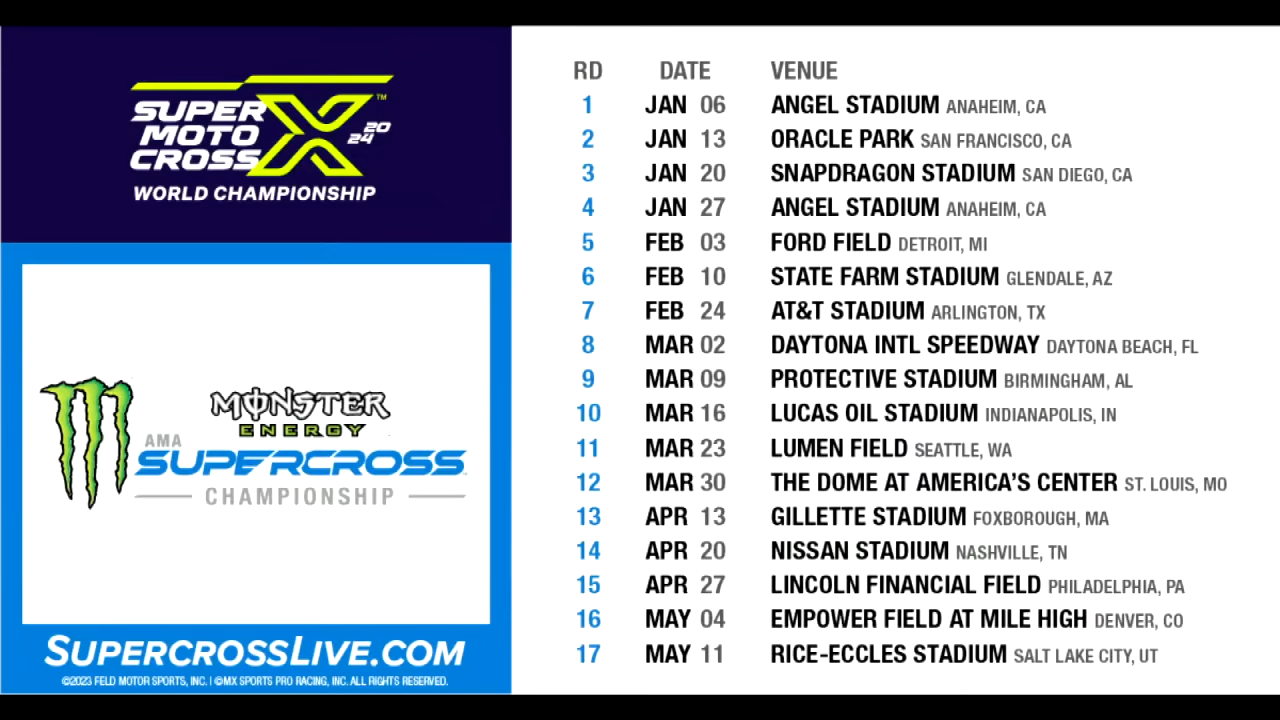 SUPER
MOTO
CROSS
X™
2024
WORLD CHAMPIONSHIP
MONSTER
ENERGY
AMA
SUPERCROSS
CHAMPIONSHIP
SUPERCROSSLIVE.COM
©2023 FELD MOTOR SPORTS, INC. | ©MX SPORTS PRO RACING, INC. ALL RIGHTS RESERVED.
RD DATE VENUE
1 JAN 06 ANGEL STADIUM ANAHEIM, CA
2 JAN 13 ORACLE PARK SAN FRANCISCO, CA
3 JAN 20 SNAPDRAGON STADIUM SAN DIEGO, CA
4 JAN 27 ANGEL STADIUM ANAHEIM, CA
5 FEB 03 FORD FIELD DETROIT, MI
6 FEB 10 STATE FARM STADIUM GLENDALE, AZ
7 FEB 24 AT&T STADIUM ARLINGTON, TX
8 MAR 02 DAYTONA INTL SPEEDWAY DAYTONA BEACH, FL
9 MAR 09 PROTECTIVE STADIUM BIRMINGHAM, AL
10 MAR 16 LUCAS OIL STADIUM INDIANAPOLIS, IN
11 MAR 23 LUMEN FIELD SEATTLE, WA
12 MAR 30 THE DOME AT AMERICA'S CENTER ST. LOUIS, MO
13 APR 13 GILLETTE STADIUM FOXBOROUGH, MA
14 APR 20 NISSAN STADIUM NASHVILLE, TN
15 APR 27 LINCOLN FINANCIAL FIELD PHILADELPHIA, PA
16 MAY 04 EMPOWER FIELD AT MILE HIGH DENVER, CO
17 MAY 11 RICE-ECCLES STADIUM SALT LAKE CITY, UT